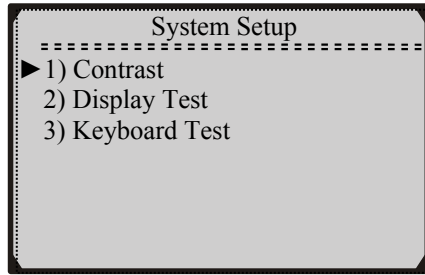 System Setup
►1) Contrast
2) Display Test
3) Keyboard Test